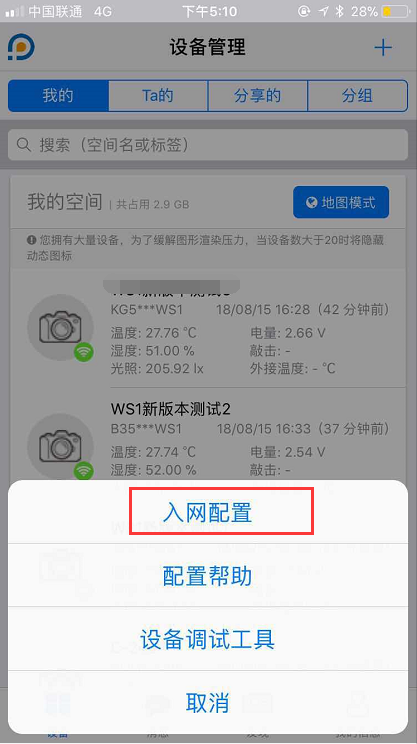 中国联通 4G 下午5:10 28%
设备管理
我的 Ta的 分享的 分组
搜索（空间名或标签）
我的空间 | 共占用 2.9 GB 地图模式
您拥有大量设备，为了缓解图形渲染压力，当设备数大于20时将隐藏
动态图标
KG5***WS1 18/08/15 16:28（42 分钟前）
温度: 27.76 ℃ 电量: 2.66 V
湿度: 51.00 % 敲击: -
光照: 205.92 lx 外接温度: - ℃
WS1新版本测试2
B35***WS1 18/08/15 16:33（37 分钟前）
温度: 27.74 ℃ 电量: 2.54 V
湿度: 52.00 % 敲击: -
入网配置
配置帮助
设备调试工具
取消